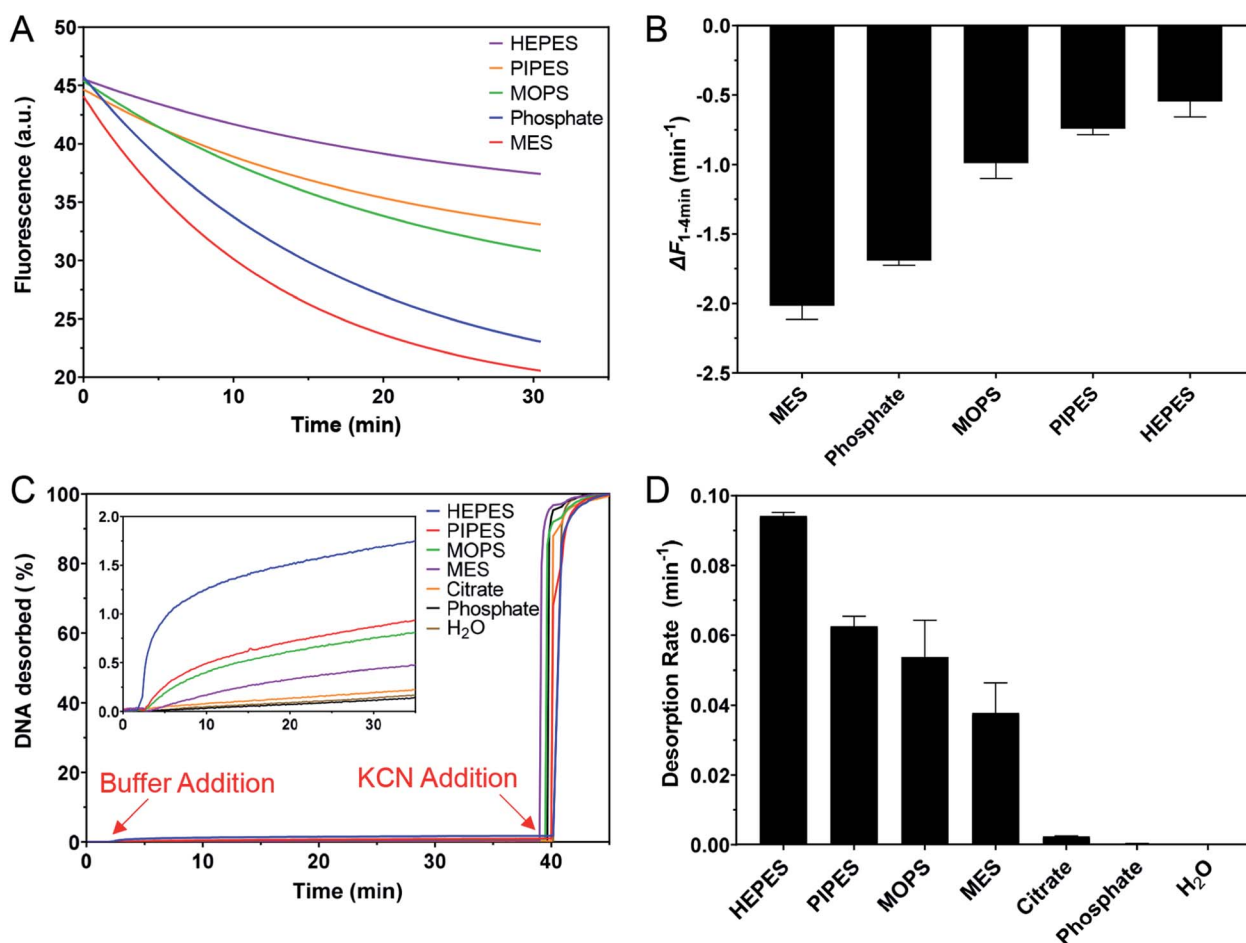 A
50
45
40
35
30
25
20
Fluorescence (a.u.)
0
10
20
30
Time (min)
HEPES
PIPES
MOPS
Phosphate
MES
B
0.0
-0.5
-1.0
-1.5
-2.0
-2.5
ΔF1-4min (min-1)
MES
Phosphate
MOPS
PIPES
HEPES
C
100
80
60
40
20
0
DNA desorbed (%)
2.0
1.5
1.0
0.5
0.0
0
10
20
30
HEPES
PIPES
MOPS
MES
Citrate
Phosphate
H2O
Buffer Addition
KCN Addition
0
10
20
30
40
Time (min)
D
0.10
0.08
0.06
0.04
0.02
0.00
Desorption Rate (min-1)
HEPES
PIPES
MOPS
MES
Citrate
Phosphate
H2O